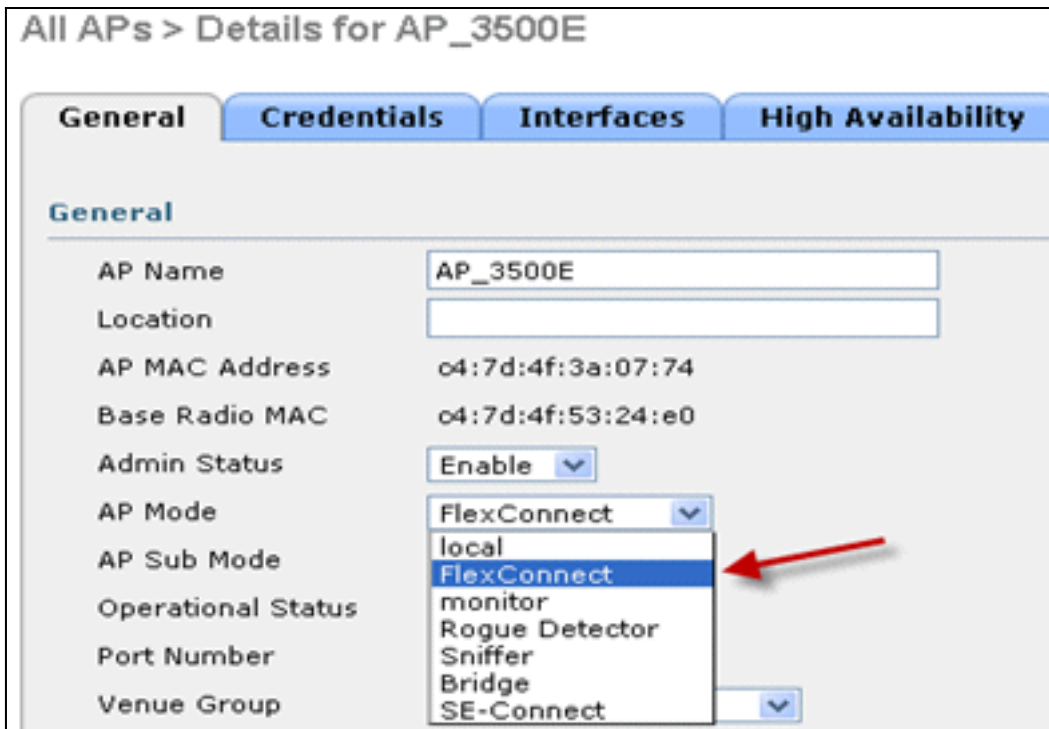 All APs > Details for AP_3500E
General Credentials Interfaces High Availability
General
AP Name AP_3500E
Location
AP MAC Address c4:7d:4f:3a:07:74
Base Radio MAC c4:7d:4f:53:24:e0
Admin Status Enable
AP Mode FlexConnect
local
AP Sub Mode
FlexConnect
Operational Status monitor
Rogue Detector
Port Number Sniffer
Bridge
Venue Group SE-Connect